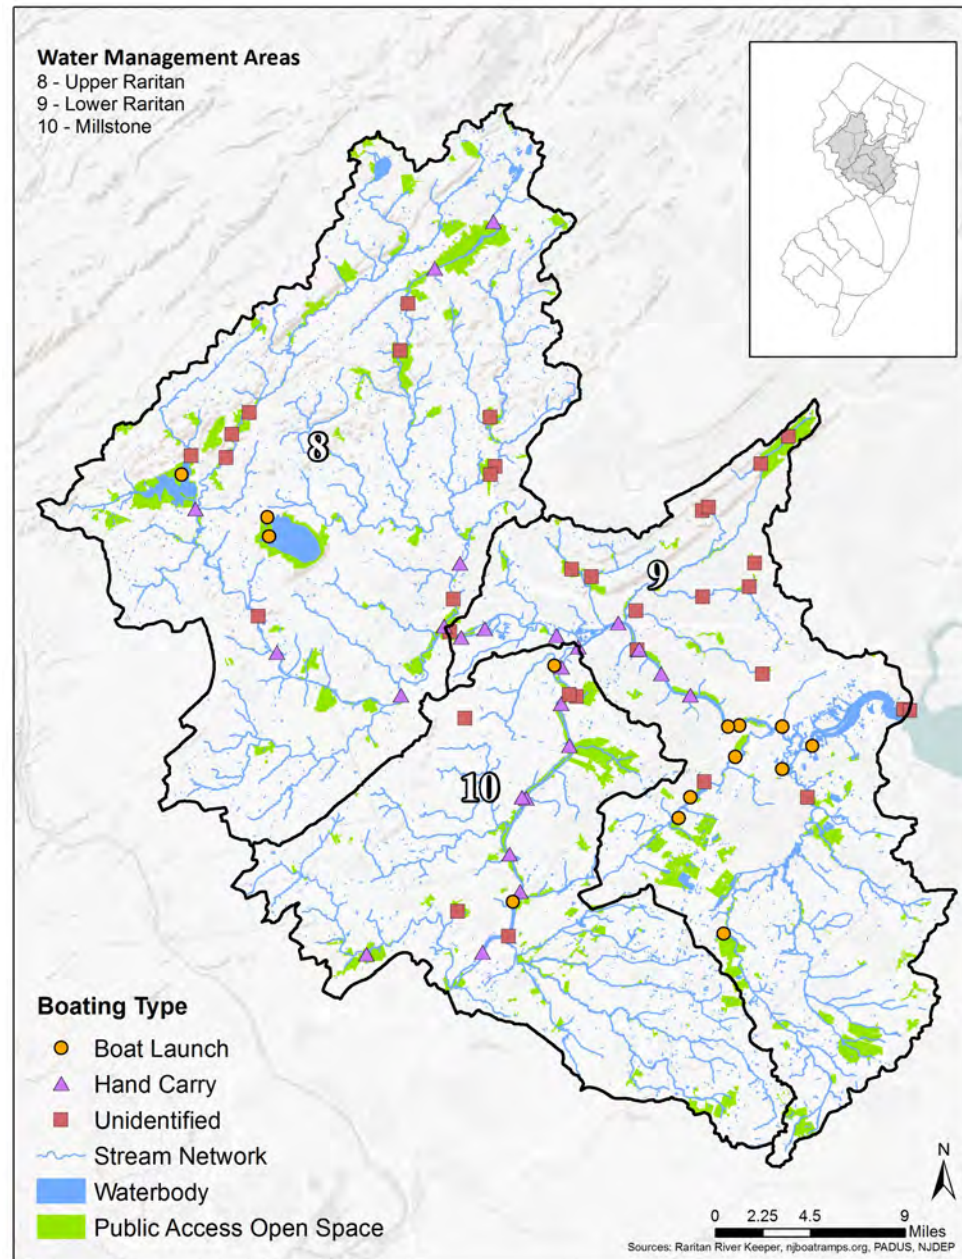 Water Management Areas
8 - Upper Raritan
9 - Lower Raritan
10 - Millstone
8
9
10
Boating Type
Boat Launch
Hand Carry
Unidentified
Stream Network
Waterbody
Public Access Open Space
N
0 2.25 4.5 9
Miles
Sources: Raritan River Keeper, njboatramps.org, PADUS, NJDEP